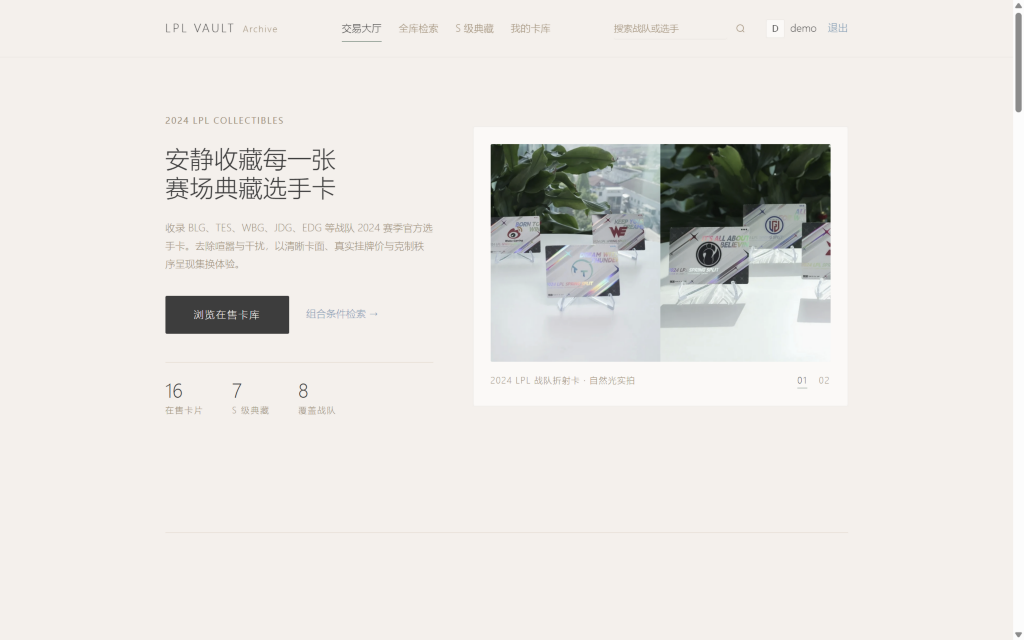 LPL VAULT Archive
交易大厅 全库检索 S 级典藏 我的卡库
搜索战队或选手
D demo 退出
2024 LPL COLLECTIBLES
安静收藏每一张
赛场典藏选手卡
收录 BLG、TES、WBG、JDG、EDG 等战队 2024 赛季官方选
手卡。去除喧嚣与干扰，以清晰卡面、真实挂牌价与克制秩
序呈现集换体验。
浏览在售卡库 组合条件检索 →
16 7 8
在售卡片 S 级典藏 覆盖战队
WE
2024 LPL 战队折射卡 · 自然光实拍 01 02